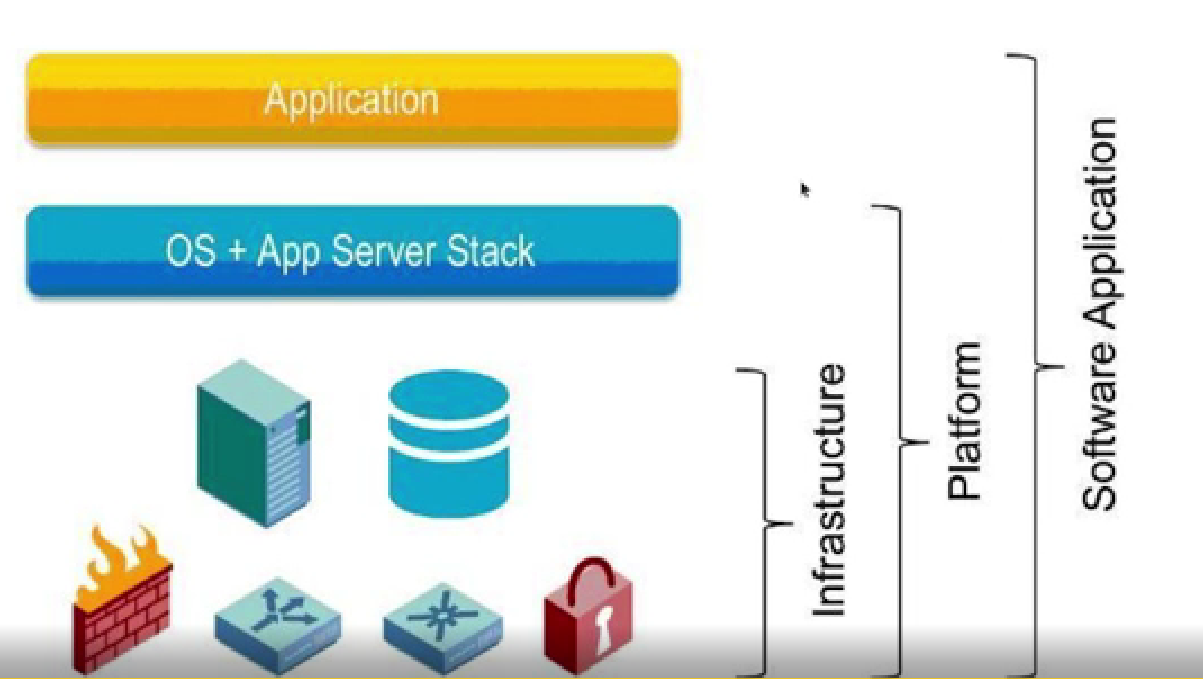 Application
OS + App Server Stack
Infrastructure
Platform
Software Application